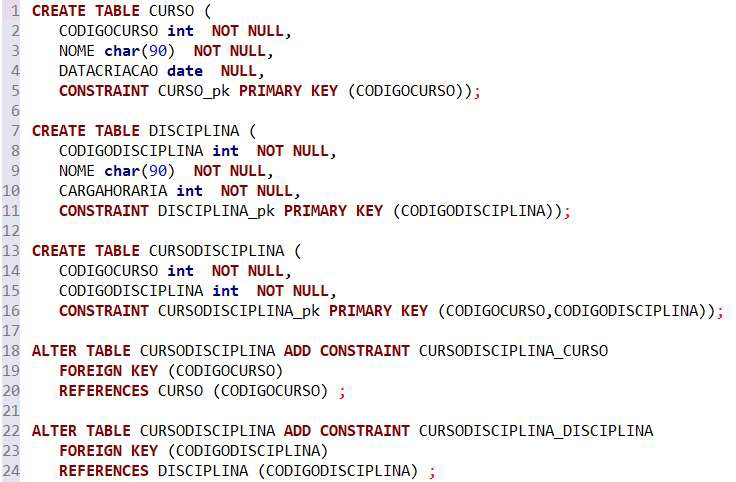 1 CREATE TABLE CURSO (
2 CODIGOCURSO int NOT NULL,
3 NOME char(90) NOT NULL,
4 DATACRIACAO date NULL,
5 CONSTRAINT CURSO_pk PRIMARY KEY (CODIGOCURSO));
6
7 CREATE TABLE DISCIPLINA (
8 CODIGODISCIPLINA int NOT NULL,
9 NOME char(90) NOT NULL,
10 CARGAHORARIA int NOT NULL,
11 CONSTRAINT DISCIPLINA_pk PRIMARY KEY (CODIGODISCIPLINA));
12
13 CREATE TABLE CURSODISCIPLINA (
14 CODIGOCURSO int NOT NULL,
15 CODIGODISCIPLINA int NOT NULL,
16 CONSTRAINT CURSODISCIPLINA_pk PRIMARY KEY (CODIGOCURSO,CODIGODISCIPLINA));
17
18 ALTER TABLE CURSODISCIPLINA ADD CONSTRAINT CURSODISCIPLINA_CURSO
19 FOREIGN KEY (CODIGOCURSO)
20 REFERENCES CURSO (CODIGOCURSO) ;
21
22 ALTER TABLE CURSODISCIPLINA ADD CONSTRAINT CURSODISCIPLINA_DISCIPLINA
23 FOREIGN KEY (CODIGODISCIPLINA)
24 REFERENCES DISCIPLINA (CODIGODISCIPLINA) ;